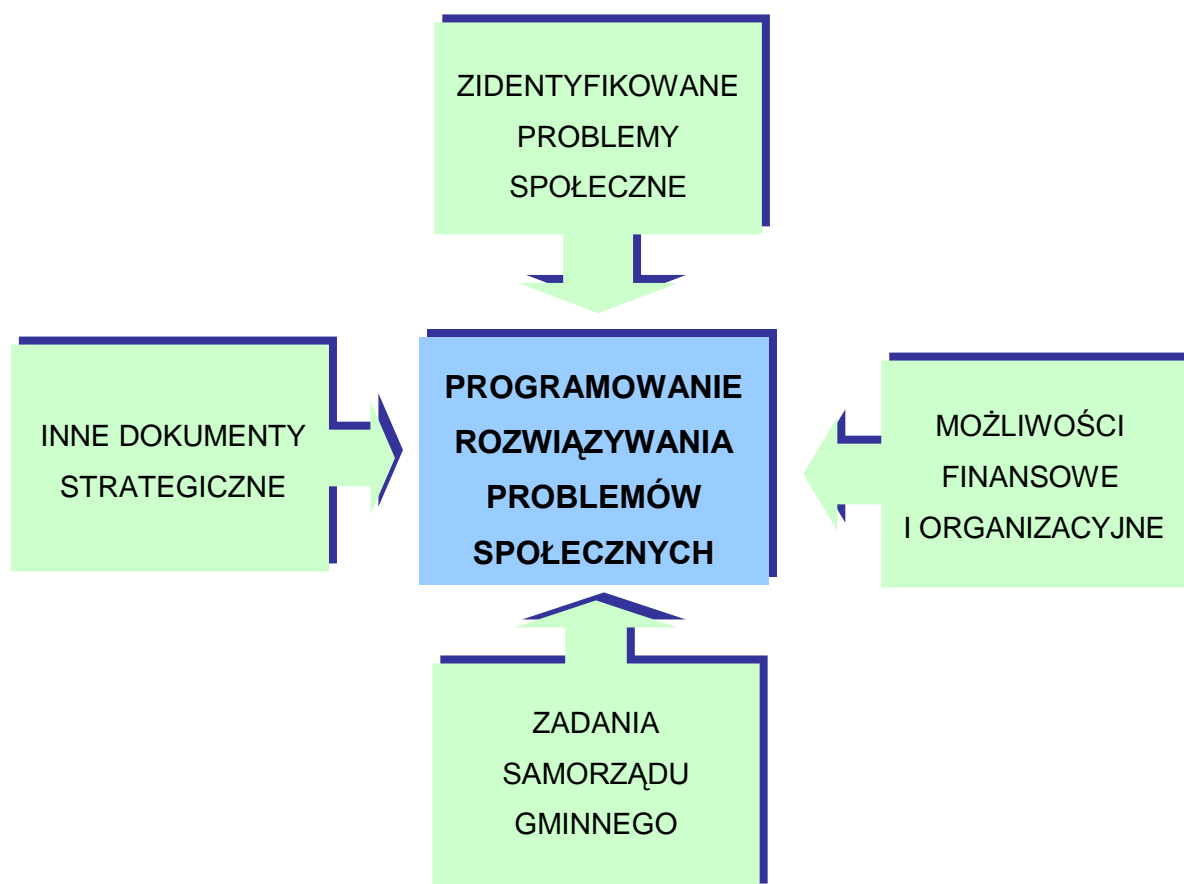 ZIDENTYFIKOWANE
PROBLEMY
SPOŁECZNE
INNE DOKUMENTY
STRATEGICZNE
PROGRAMOWANIE
ROZWIĄZYWANIA
PROBLEMÓW
SPOŁECZNYCH
MOŻLIWOŚCI
FINANSOWE
I ORGANIZACYJNE
ZADANIA
SAMORZĄDU
GMINNEGO